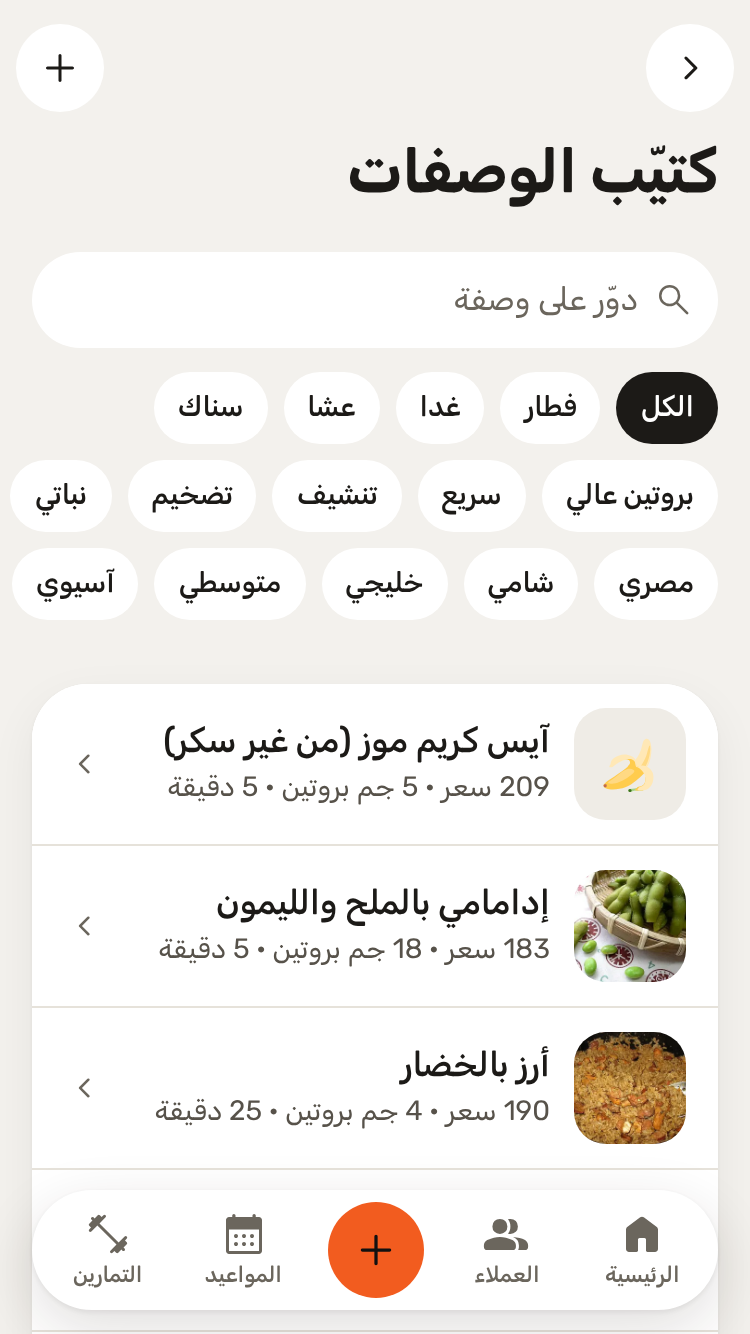 كتيّب الوصفات
دوّر على وصفة
الكل فطار غدا عشا سناك
بروتين عالي سريع تنشيف تضخيم نباتي
مصري شامي خليجي متوسطي آسيوي
آيس كريم موز (من غير سكر)
209 سعر • 5 جم بروتين • 5 دقيقة
إدامامي بالملح والليمون
183 سعر • 18 جم بروتين • 5 دقيقة
أرز بالخضار
190 سعر • 4 جم بروتين • 25 دقيقة
الرئيسية العملاء المواعيد التمارين